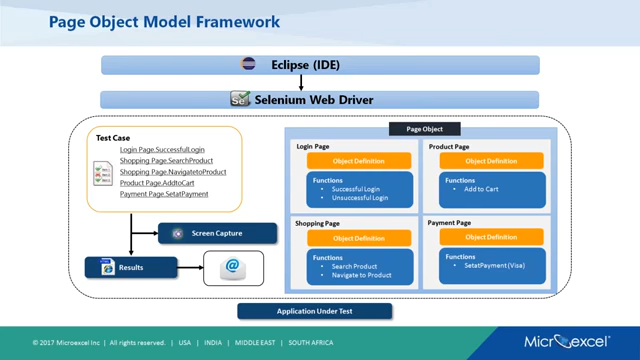 Page Object Model Framework
Eclipse (IDE)
Se Selenium Web Driver
Test Case
Login Page.SuccessfulLogin
Shopping Page.SearchProduct
Shopping Page.NavigatetoProduct
Product Page.AddtoCart
Payment Page.SetatPayment
Screen Capture
Results
@
Page Object
Login Page
Object Definition
Functions
• Successful Login
• Unsuccessful Login
Product Page
Object Definition
Functions
• Add to Cart
Shopping Page
Object Definition
Functions
• Search Product
• Navigate to Product
Payment Page
Object Definition
Functions
• SetatPayment (Visa)
Application Under Test
© 2017 Microexcel Inc | All rights reserved. | USA | INDIA | MIDDLE EAST | SOUTH AFRICA
Microexcel